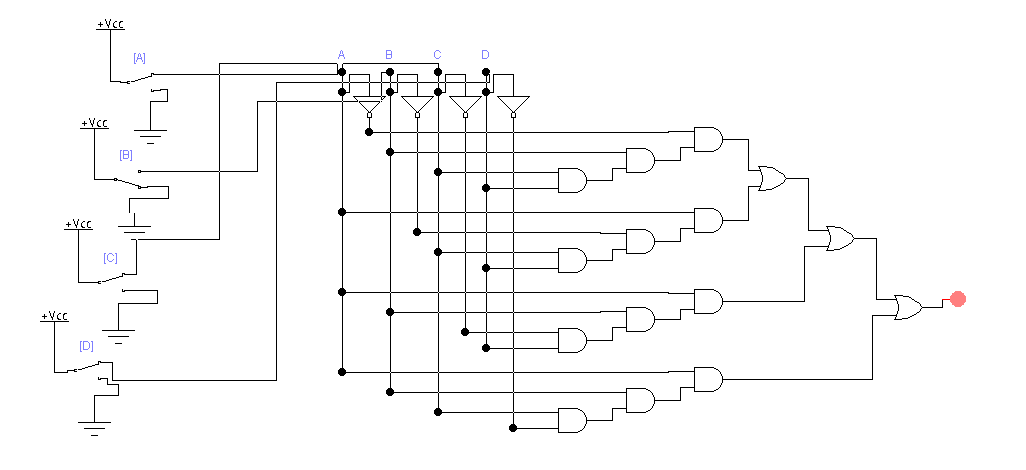 +Vcc
[A]
A B C D
+Vcc
[B]
+Vcc
[C]
+Vcc
[D]